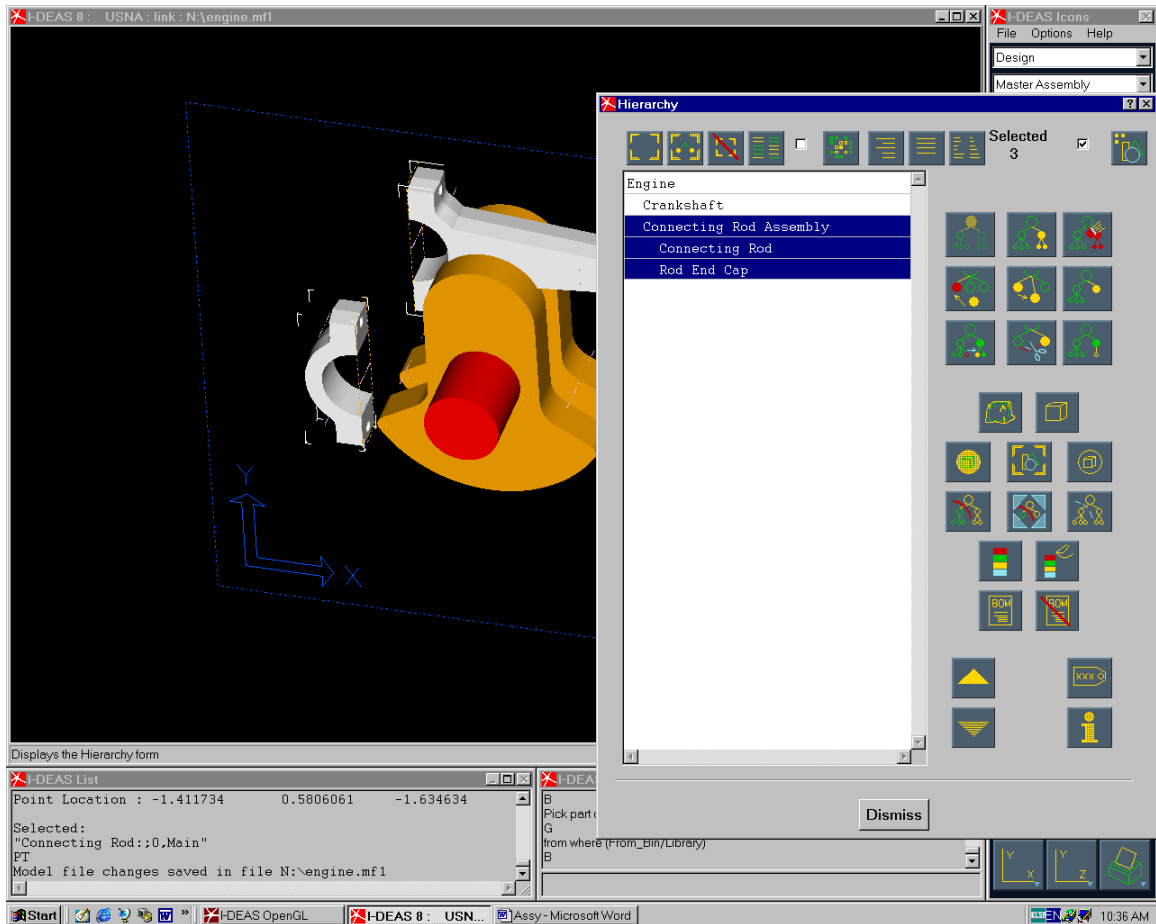 I-DEAS 8 : USNA : link : N:\engine.mf1
I-DEAS Icons
File Options Help
Design
Master Assembly
Hierarchy
Selected
3
Engine
Crankshaft
Connecting Rod Assembly
Connecting Rod
Rod End Cap
Y
X
BOM
BOM
xxx
Dismiss
Displays the Hierarchy form
I-DEAS List
Point Location : -1.411734 0.5806061 -1.634634
Selected:
"Connecting Rod:;0,Main"
PT
Model file changes saved in file N:\engine.mf1
I-DEA
B
Pick part
G
from where (From_Bin/Library)
B
Y
X
Y
Z
Start
W
»
I-DEAS OpenGL
I-DEAS 8 : USN...
Assy - Microsoft Word
EN
10:36 AM